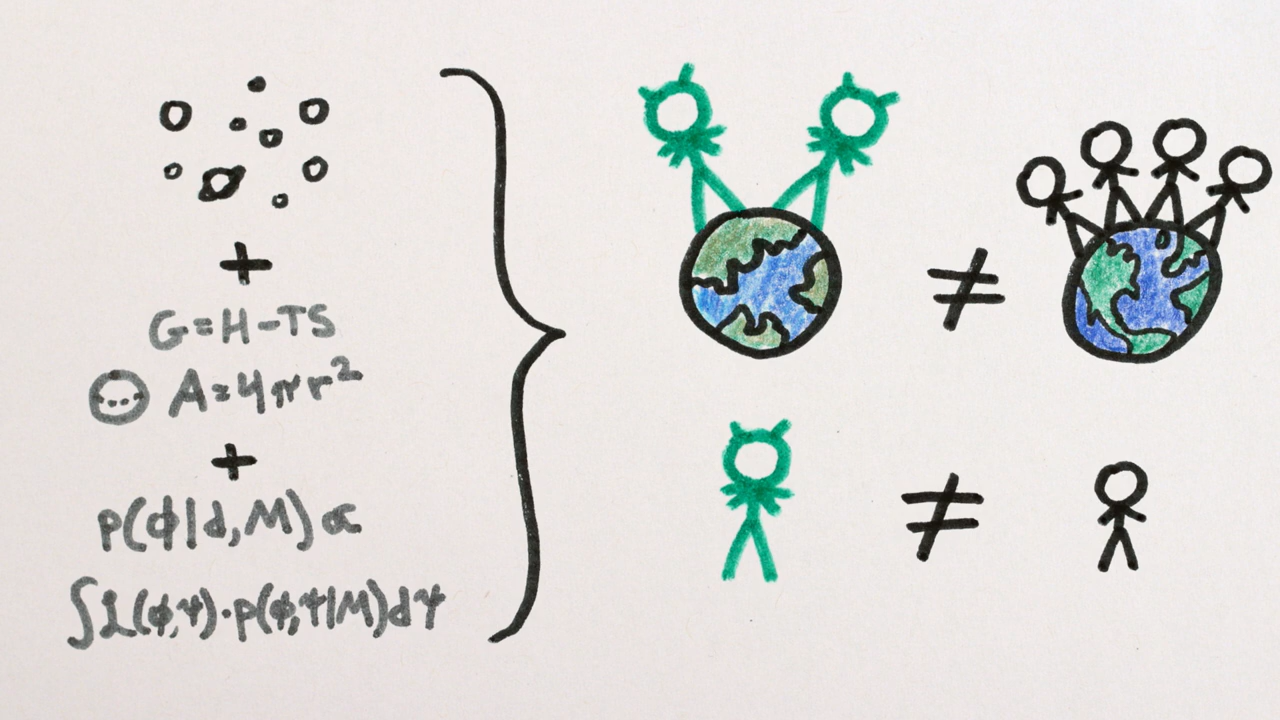 +
G=H-TS
A=4πr²
+
p(ϕ|d,M)∝
∫ℒ(ϕ,ψ)·p(ϕ,ψ|M)dψ
≠
≠